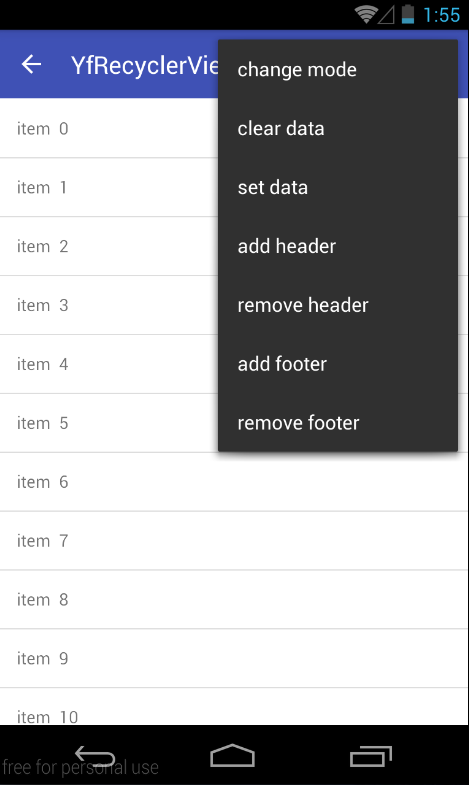 1:55
YfRecyclerVie
change mode
clear data
set data
add header
remove header
add footer
remove footer
item 0
item 1
item 2
item 3
item 4
item 5
item 6
item 7
item 8
item 9
item 10
free for personal use